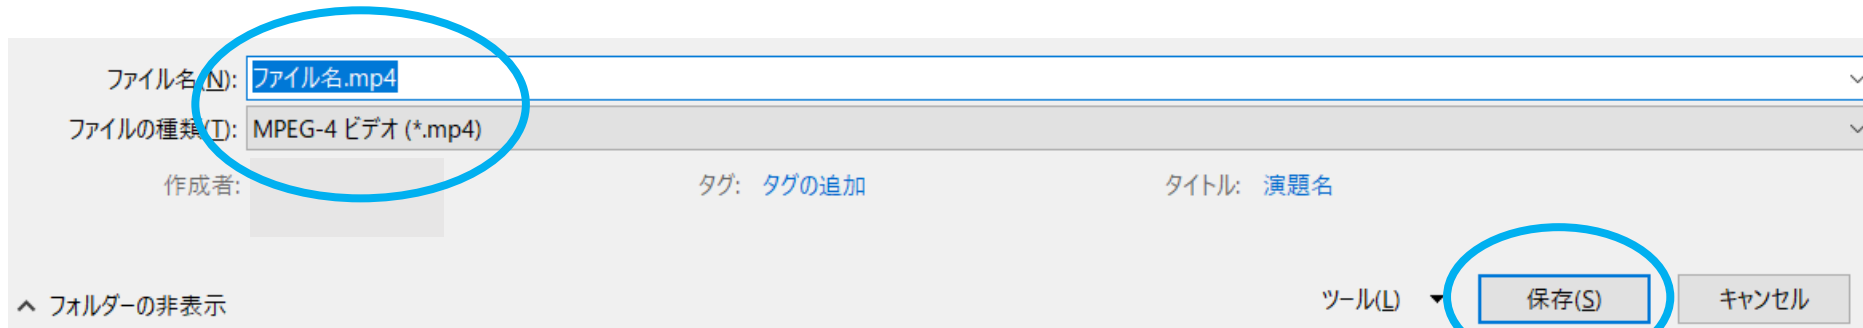 ファイル名(N): ファイル名.mp4
ファイルの種類(T): MPEG-4 ビデオ (*.mp4)
作成者: タグ: タグの追加 タイトル: 演題名
フォルダーの非表示 ツール(L) 保存(S) キャンセル